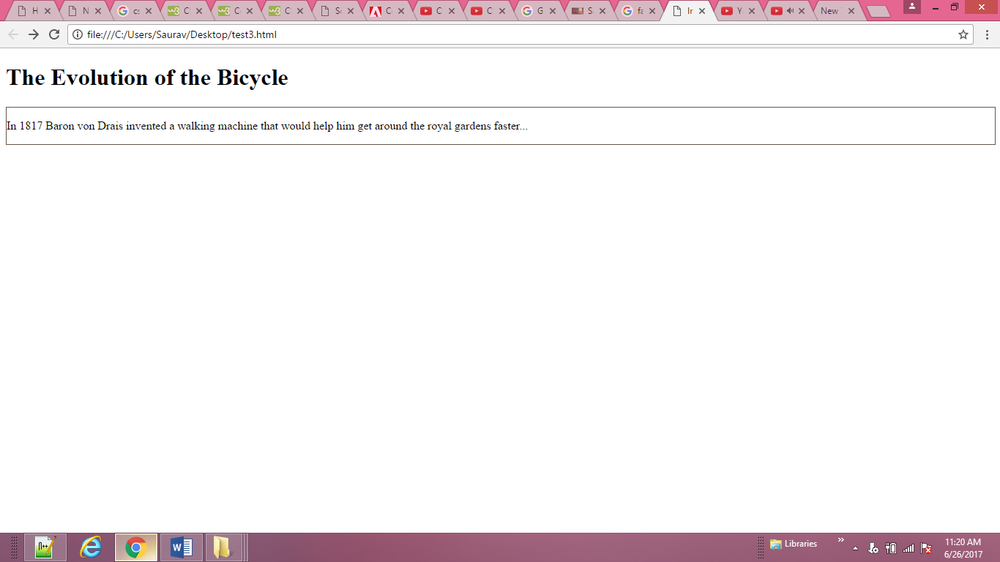 H N cs C C C S C C C G S fa In Y New
file:///C:/Users/Saurav/Desktop/test3.html
The Evolution of the Bicycle
In 1817 Baron von Drais invented a walking machine that would help him get around the royal gardens faster...
Libraries
11:20 AM
6/26/2017